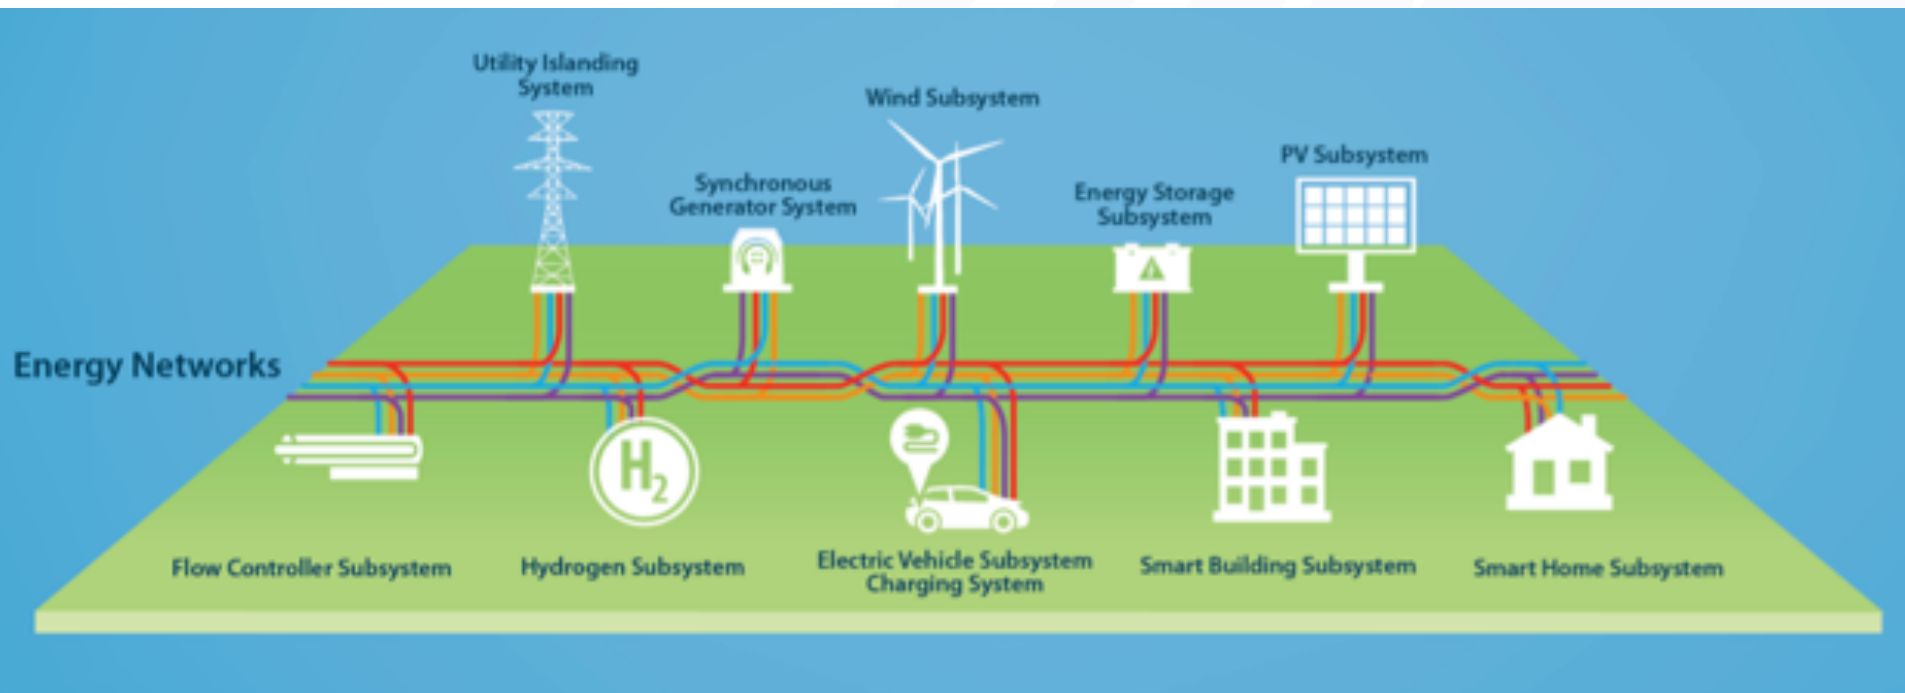 Utility Islanding
System
Wind Subsystem
PV Subsystem
Synchronous
Generator System
Energy Storage
Subsystem
Energy Networks
H2
Flow Controller Subsystem
Hydrogen Subsystem
Electric Vehicle Subsystem
Charging System
Smart Building Subsystem
Smart Home Subsystem